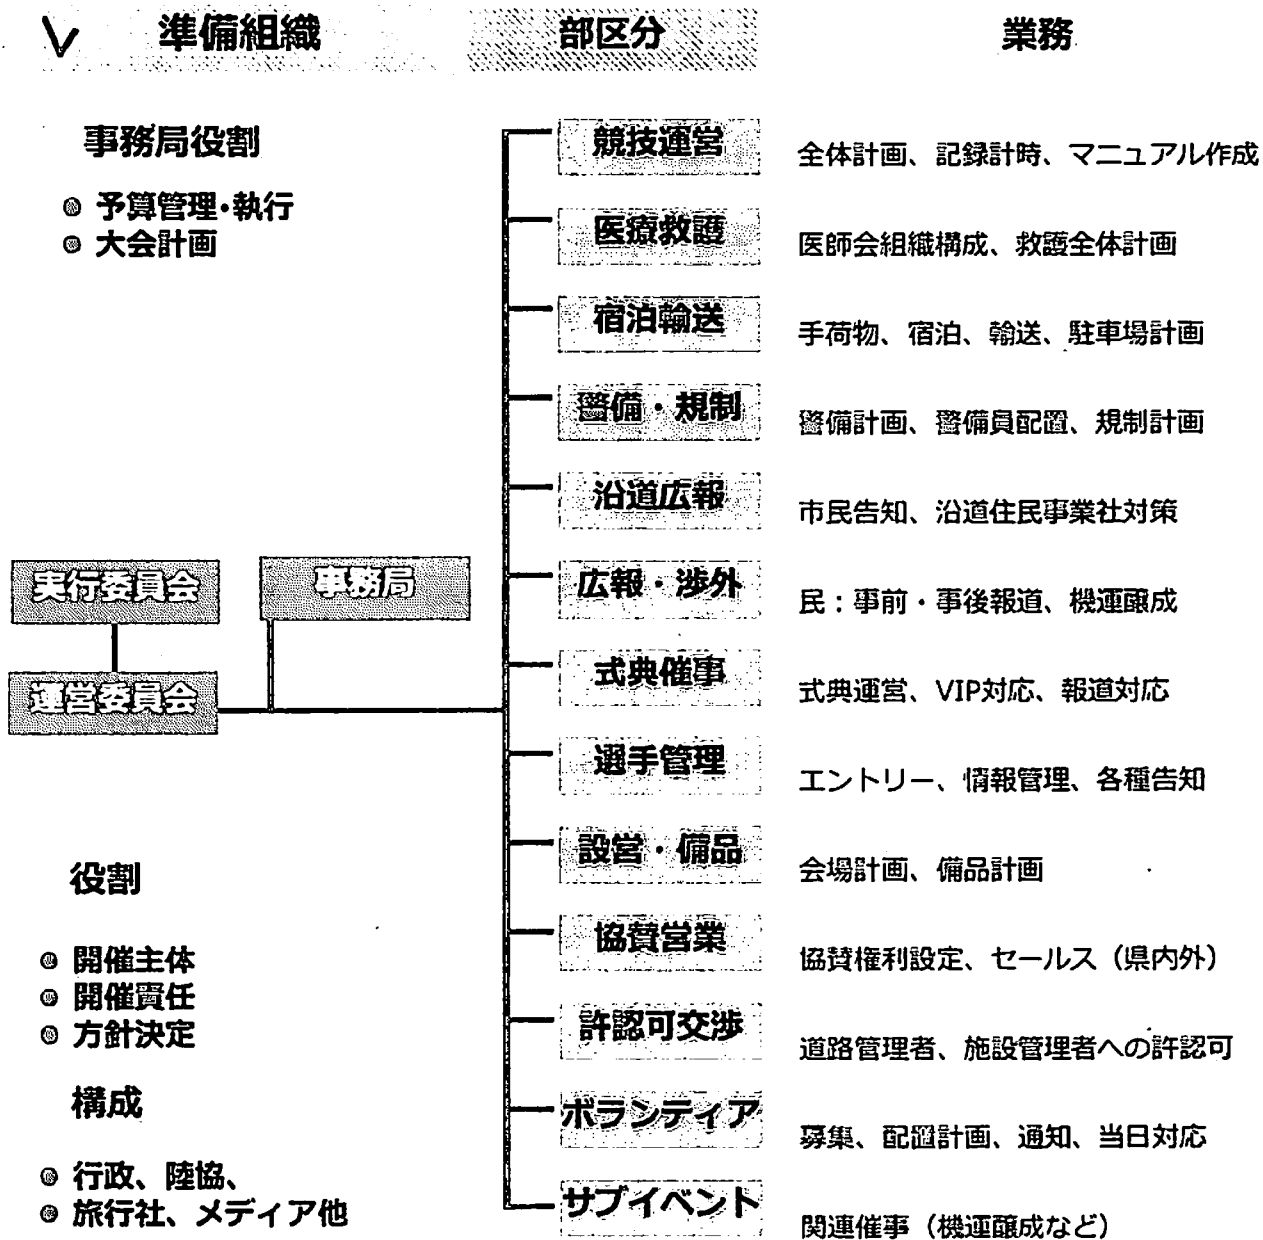 V 準備組織 部区分 業務
事務局役割
◎ 予算管理・執行
◎ 大会計画
競技運営 全体計画、記録計時、マニュアル作成
医療救護 医師会組織構成、救護全体計画
宿泊輸送 手荷物、宿泊、輸送、駐車場計画
警備・規制 警備計画、警備員配置、規制計画
沿道広報 市民告知、沿道住民事業社対策
実行委員会 事務局 広報・渉外 民：事前・事後報道、機運醸成
運営委員会 式典催事 式典運営、VIP対応、報道対応
選手管理 エントリー、情報管理、各種告知
設営・備品 会場計画、備品計画
協賛営業 協賛権利設定、セールス（県内外）
許認可交渉 道路管理者、施設管理者への許認可
ボランティア 募集、配置計画、通知、当日対応
サブイベント 関連催事（機運醸成など）
役割
◎ 開催主体
◎ 開催責任
◎ 方針決定
構成
◎ 行政、陸協、
◎ 旅行社、メディア他